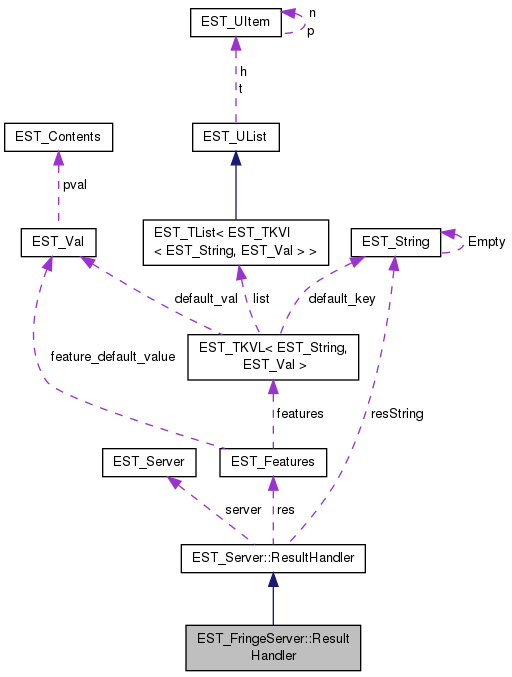 EST_UItem
n
p
h
t
EST_Contents
EST_UList
pval
EST_Val
EST_TList< EST_TKVI
< EST_String, EST_Val > >
EST_String
Empty
default_val
list
default_key
feature_default_value
EST_TKVL< EST_String,
EST_Val >
features
resString
EST_Server
EST_Features
server
res
EST_Server::ResultHandler
EST_FringeServer::Result
Handler